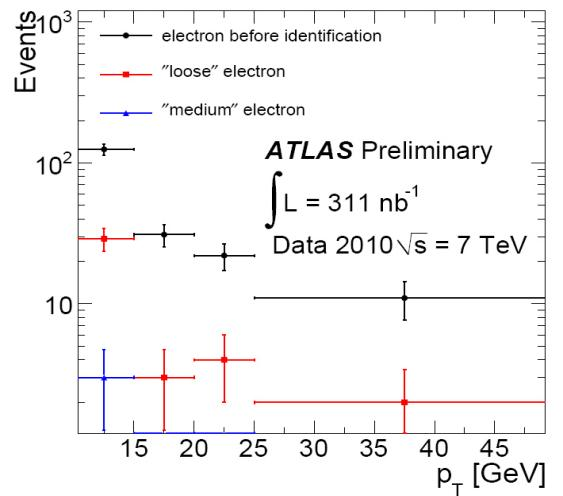 Events
10³
10²
10
electron before identification
"loose" electron
"medium" electron
ATLAS Preliminary
∫L = 311 nb⁻¹
Data 2010 √s = 7 TeV
15 20 25 30 35 40 45
p_T [GeV]